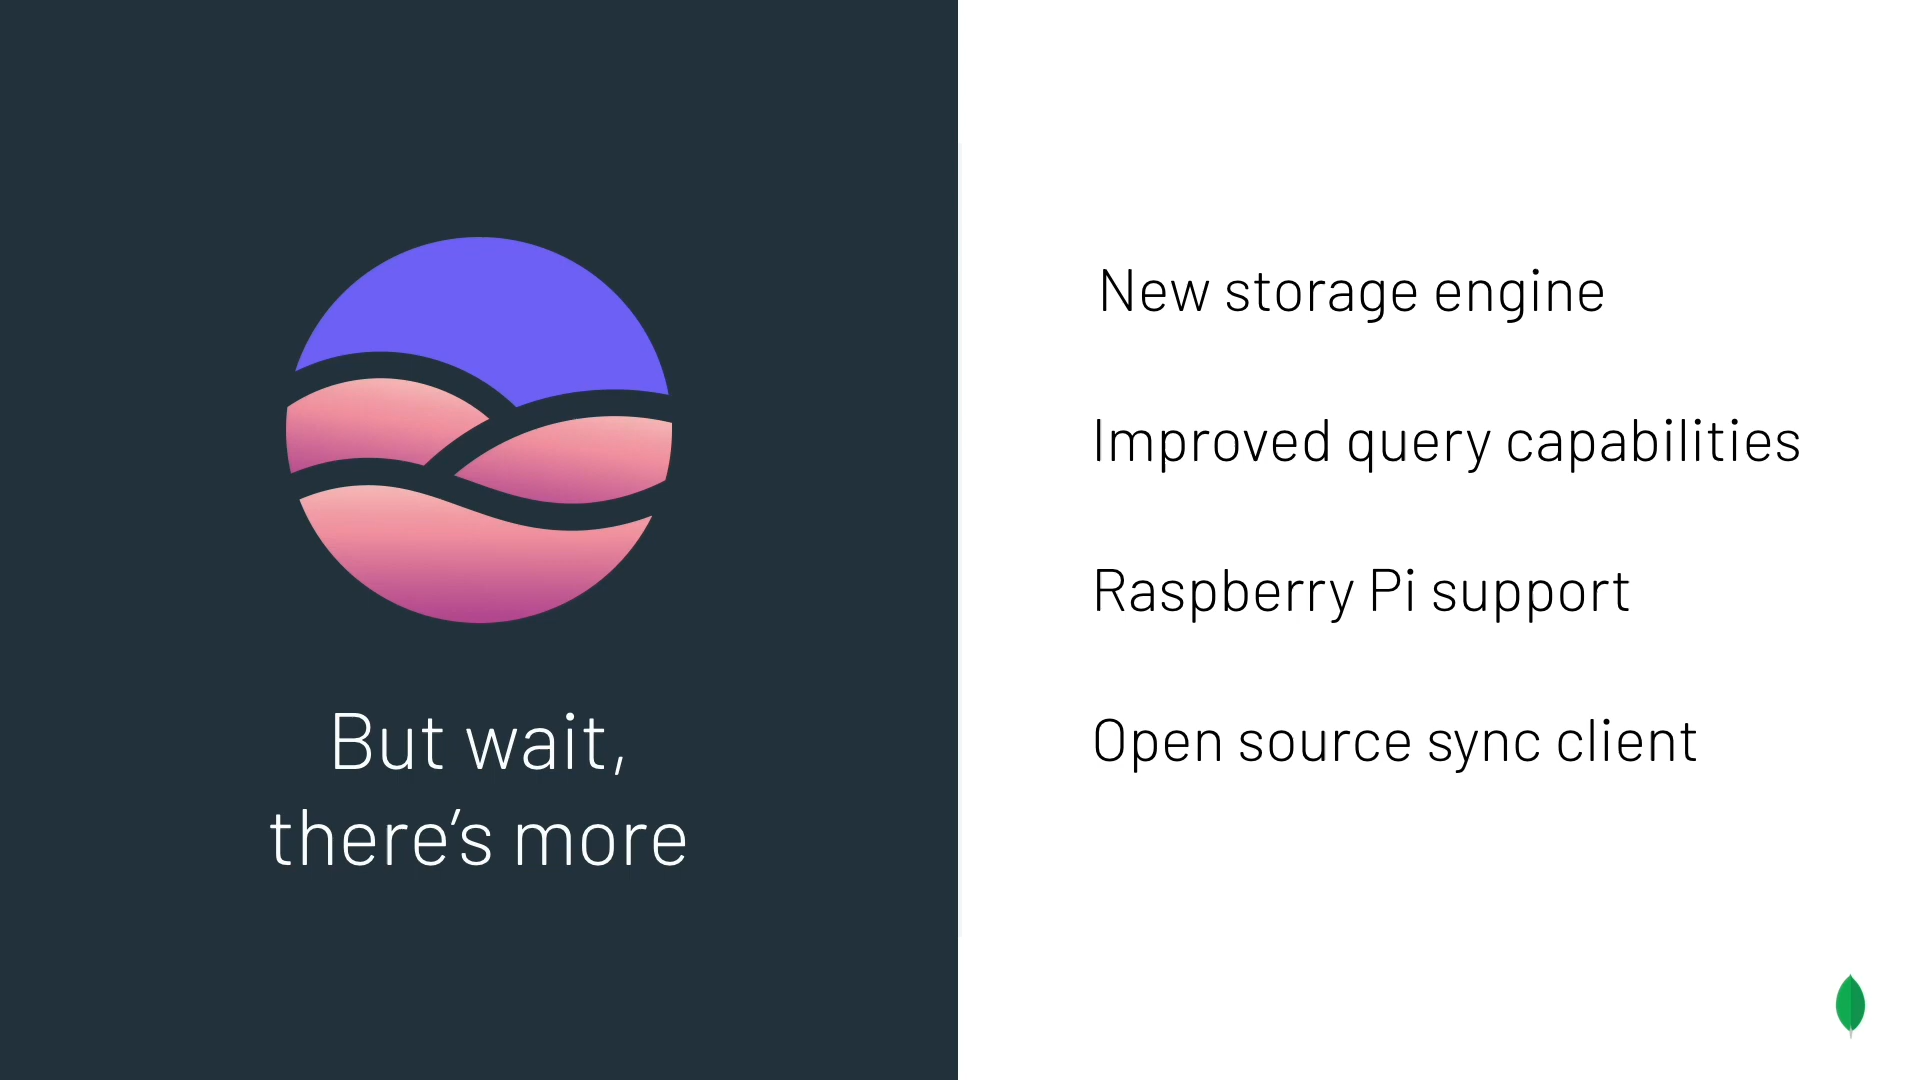 But wait,
there’s more
New storage engine
Improved query capabilities
Raspberry Pi support
Open source sync client